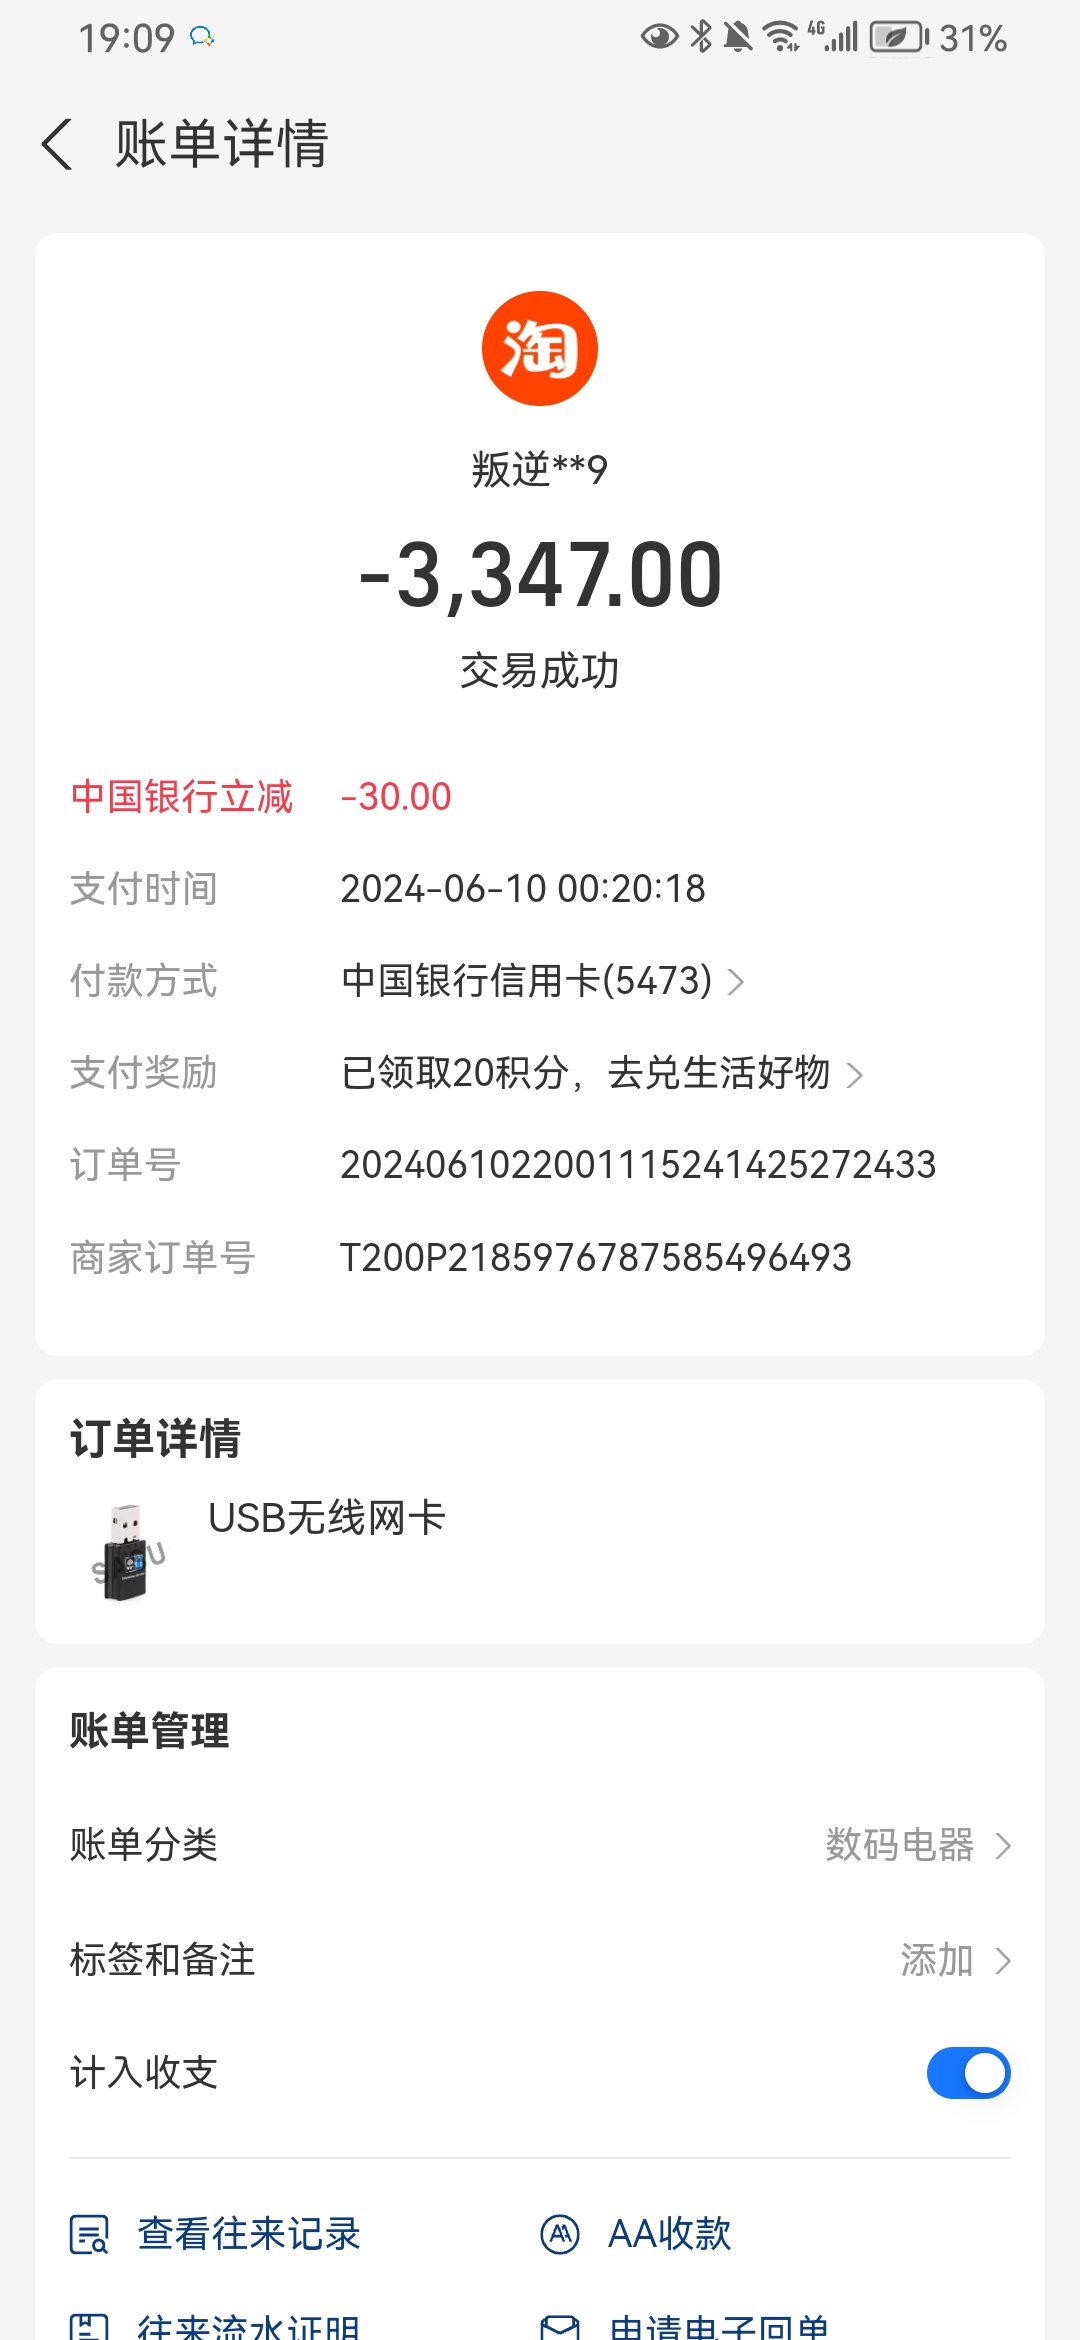 19:09
4G
31%
账单详情
淘
叛逆**9
-3,347.00
交易成功
中国银行立减 -30.00
支付时间 2024-06-10 00:20:18
付款方式 中国银行信用卡(5473)
支付奖励 已领取20积分，去兑生活好物
订单号 2024061022001115241425272433
商家订单号 T200P2185976787585496493
订单详情
USB无线网卡
账单管理
账单分类 数码电器
标签和备注 添加
计入收支
查看往来记录 AA收款
往来流水证明 申请电子回单